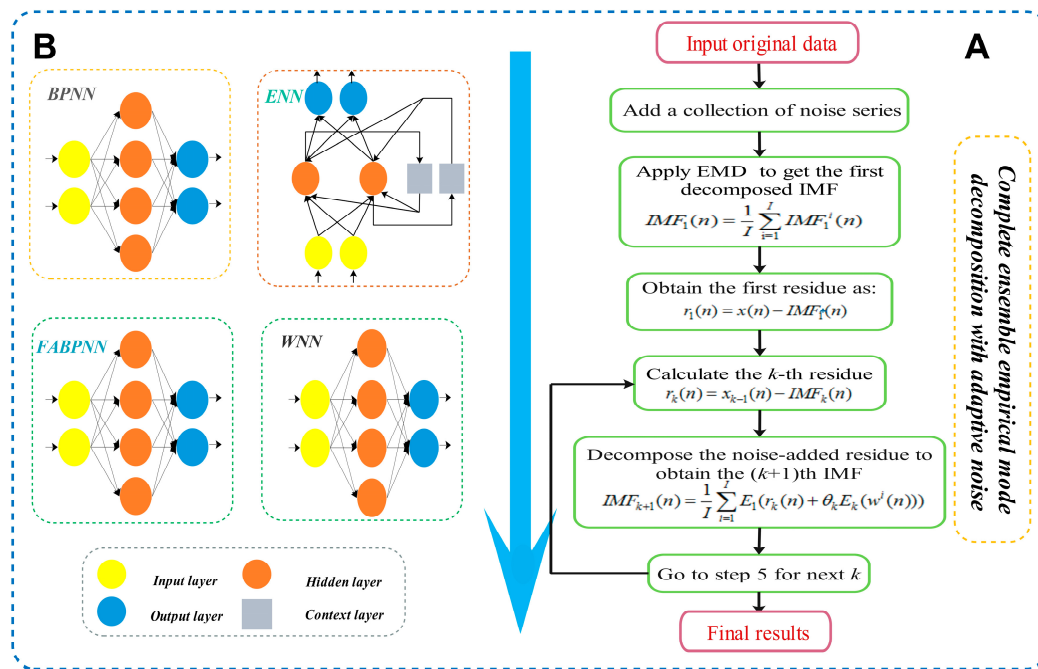 B
BPNN
ENN
FABPNN
WNN
Input layer
Hidden layer
Output layer
Context layer
A
Input original data
Add a collection of noise series
Apply EMD to get the first
decomposed IMF
IMF₁(n) = 1/I ∑ᵢ₌₁ᴵ IMF₁ⁱ(n)
Obtain the first residue as:
r₁(n) = x(n) − IMF₁(n)
Calculate the k-th residue
rₖ(n) = xₖ₋₁(n) − IMFₖ(n)
Decompose the noise-added residue to
obtain the (k+1)th IMF
IMFₖ₊₁(n) = 1/I ∑ᵢ₌₁ᴵ E₁(rₖ(n) + θₖEₖ(wⁱ(n)))
Go to step 5 for next k
Final results
Complete ensemble empirical mode
decomposition with adaptive noise